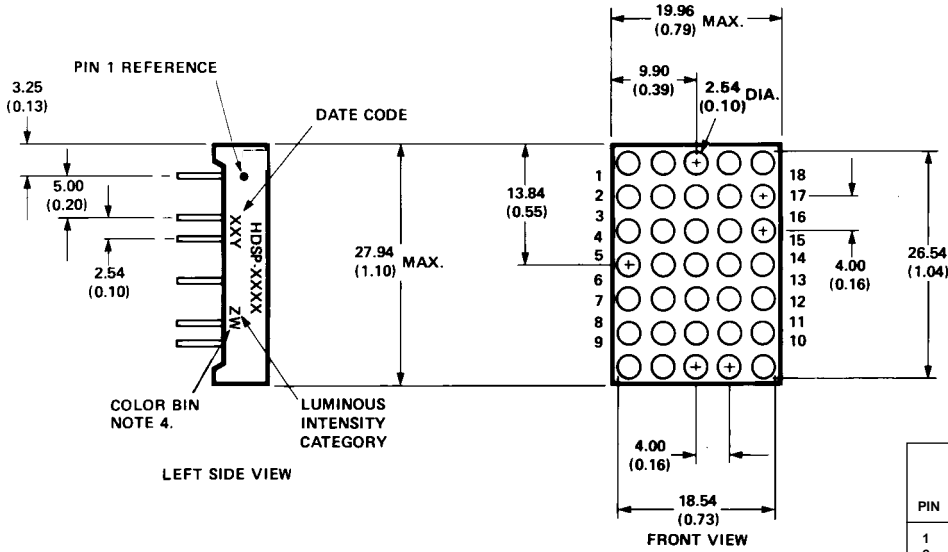 PIN 1 REFERENCE
3.25
(0.13)
DATE CODE
5.00
(0.20)
2.54
(0.10)
XXY
HDSP-XXXX
ZW
27.94
(1.10)
MAX.
COLOR BIN
NOTE 4.
LUMINOUS
INTENSITY
CATEGORY
LEFT SIDE VIEW
19.96
(0.79)
MAX.
9.90
(0.39)
2.54
(0.10)
DIA.
13.84
(0.55)
1
2
3
4
5
6
7
8
9
18
17
16
15
14
13
12
11
10
4.00
(0.16)
26.54
(1.04)
4.00
(0.16)
18.54
(0.73)
FRONT VIEW
PIN
1